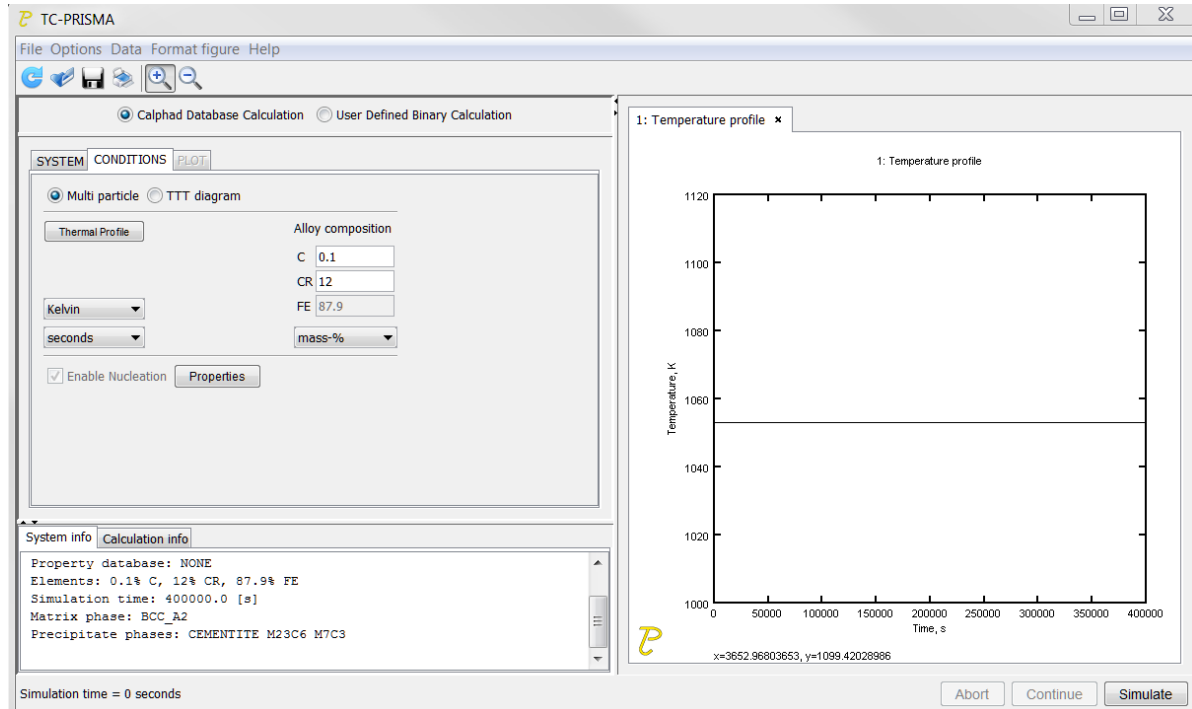 TC-PRISMA
File Options Data Format figure Help
Calphad Database Calculation User Defined Binary Calculation
SYSTEM CONDITIONS PLOT
Multi particle TTT diagram
Thermal Profile Alloy composition
C 0.1
CR 12
Kelvin FE 87.9
seconds mass-%
Enable Nucleation Properties
System info Calculation info
Property database: NONE
Elements: 0.1% C, 12% CR, 87.9% FE
Simulation time: 400000.0 [s]
Matrix phase: BCC_A2
Precipitate phases: CEMENTITE M23C6 M7C3
Simulation time = 0 seconds
1: Temperature profile ×
1: Temperature profile
1120
1100
1080
1060
1040
1020
1000
Temperature, K
0 50000 100000 150000 200000 250000 300000 350000 400000
Time, s
x=3652.96803653, y=1099.42028986
Abort Continue Simulate